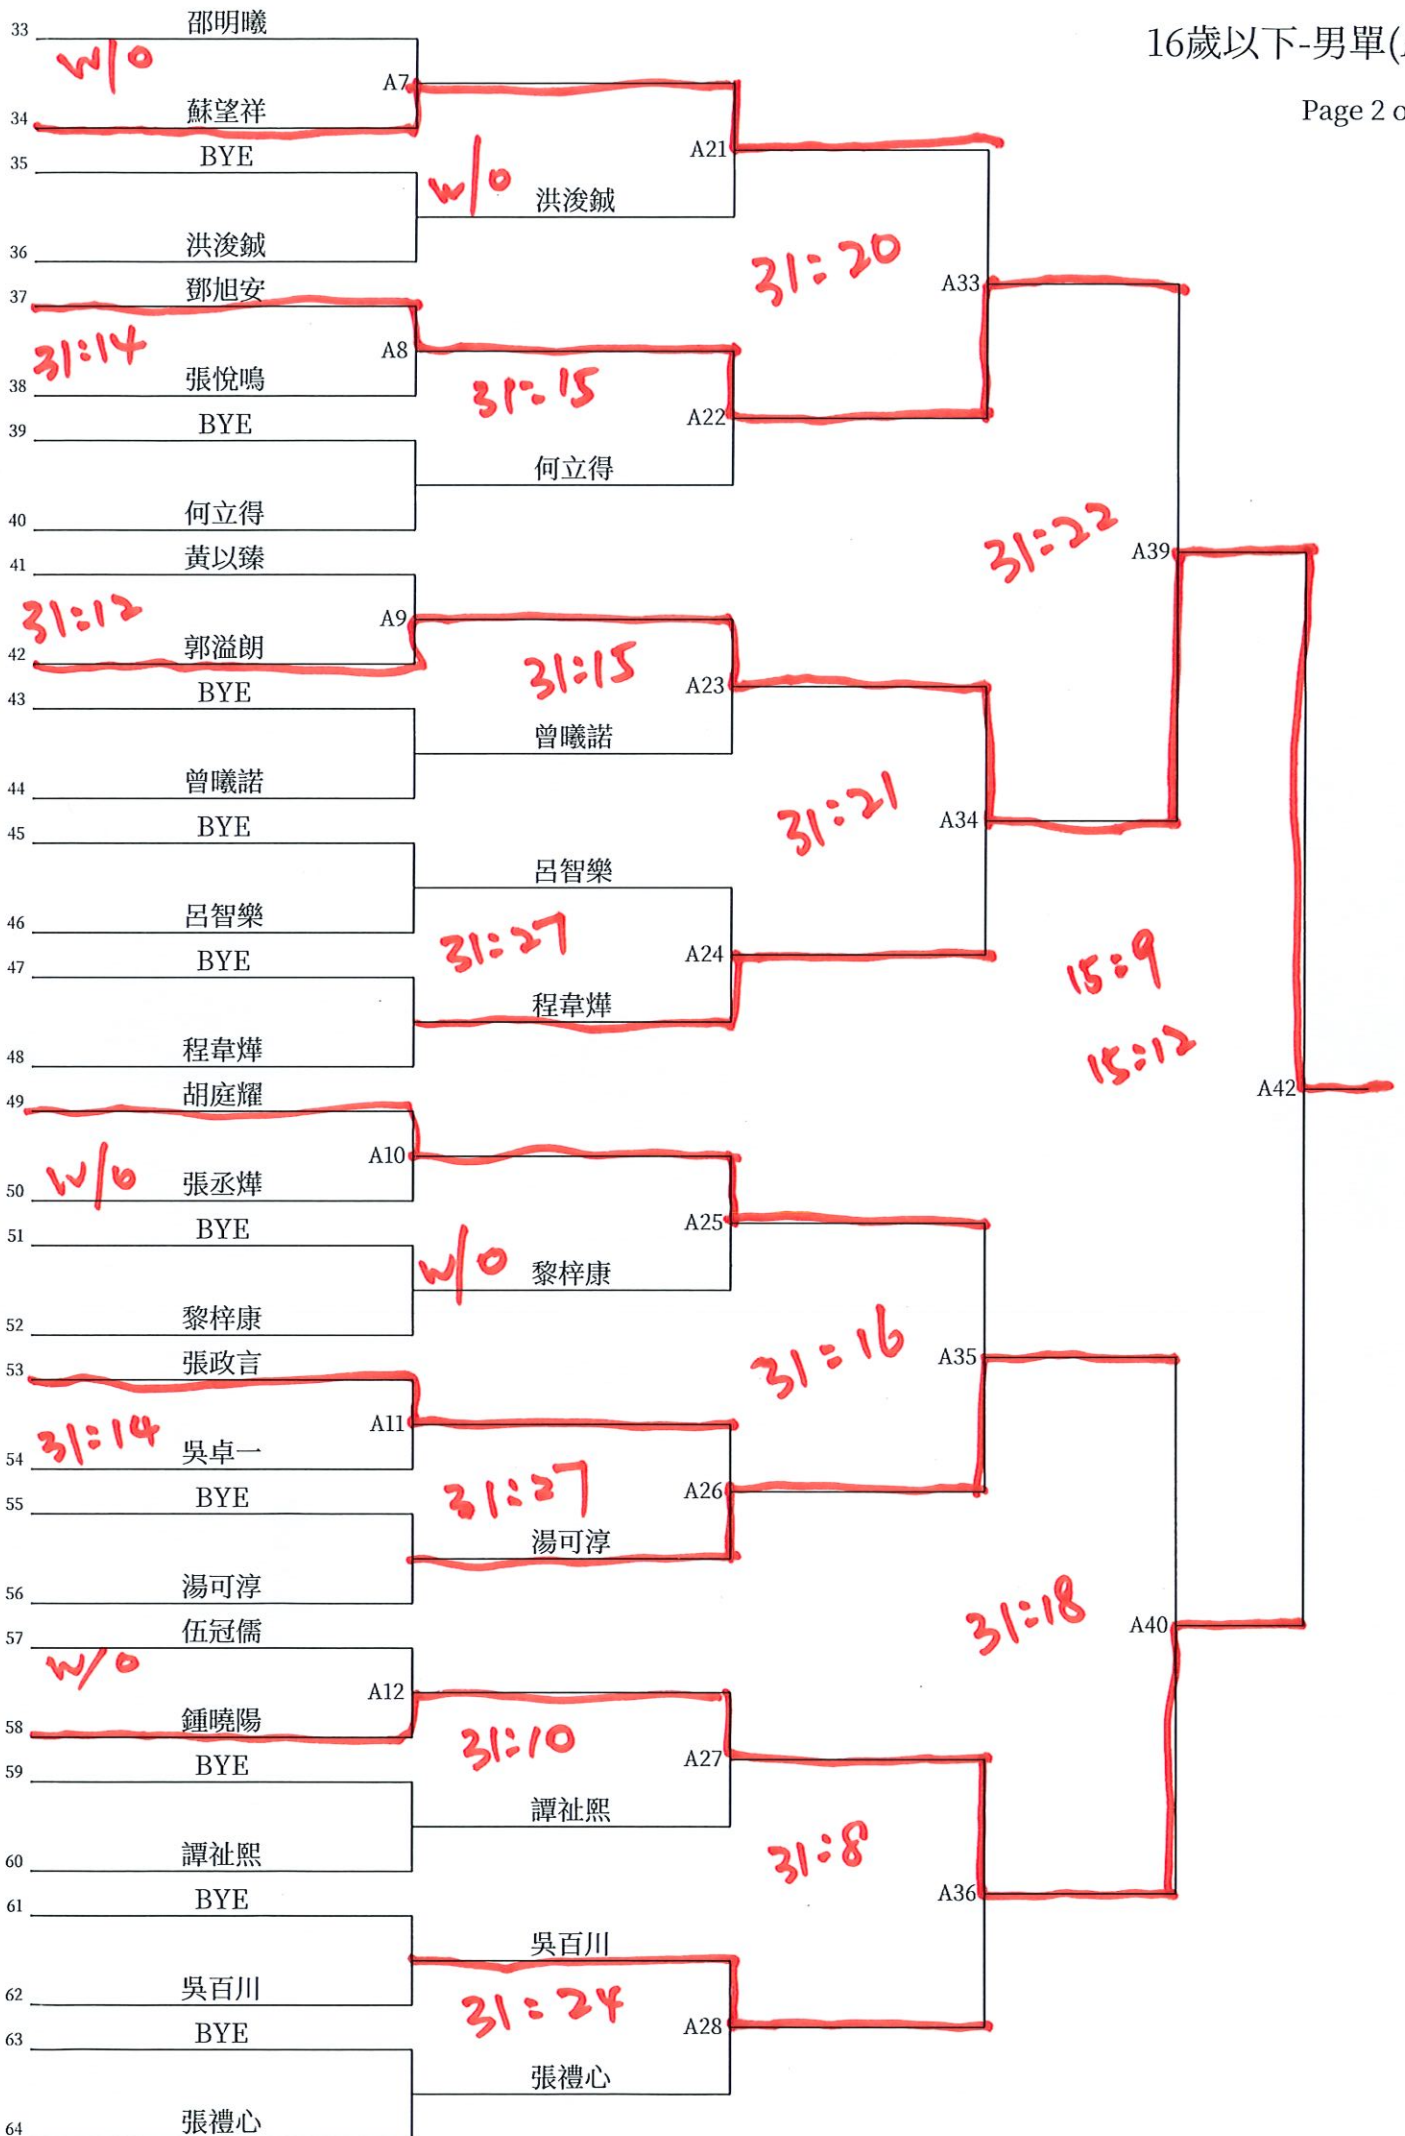 16歲以下-男單(
Page 2 o
33 邵明曦
w/o
A7
34 蘇望祥
35 BYE
A21
w/o
洪浚鋮
36 洪浚鋮
31:20
A33
37 鄧旭安
31:14
A8
38 張悅鳴
31:15
A22
39 BYE
何立得
40 何立得
31:22
A39
41 黃以臻
31:12
A9
42 郭溢朗
31:15
A23
43 BYE
曾曦諾
44 曾曦諾
31:21
A34
45 BYE
呂智樂
46 呂智樂
31:27
A24
47 BYE
程韋燁
48 程韋燁
15:9
15:12
A42
49 胡庭耀
A10
w/o
50 張丞燁
51 BYE
A25
w/o
黎梓康
52 黎梓康
31:16
A35
53 張政言
31:14
A11
54 吳卓一
31:27
A26
55 BYE
湯可淳
56 湯可淳
31:18
A40
57 伍冠儒
w/o
A12
58 鍾曉陽
31:10
A27
59 BYE
譚祉熙
60 譚祉熙
31:8
A36
61 BYE
吳百川
62 吳百川
31:24
A28
63 BYE
張禮心
64 張禮心